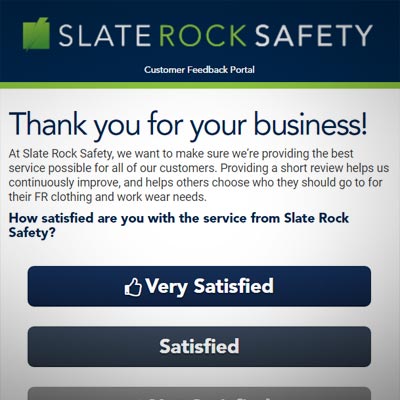 SLATE ROCK SAFETY
Customer Feedback Portal
Thank you for your business!
At Slate Rock Safety, we want to make sure we're providing the best
service possible for all of our customers. Providing a short review helps us
continuously improve, and helps others choose who they should go to for
their FR clothing and work wear needs.
How satisfied are you with the service from Slate Rock
Safety?
Very Satisfied
Satisfied